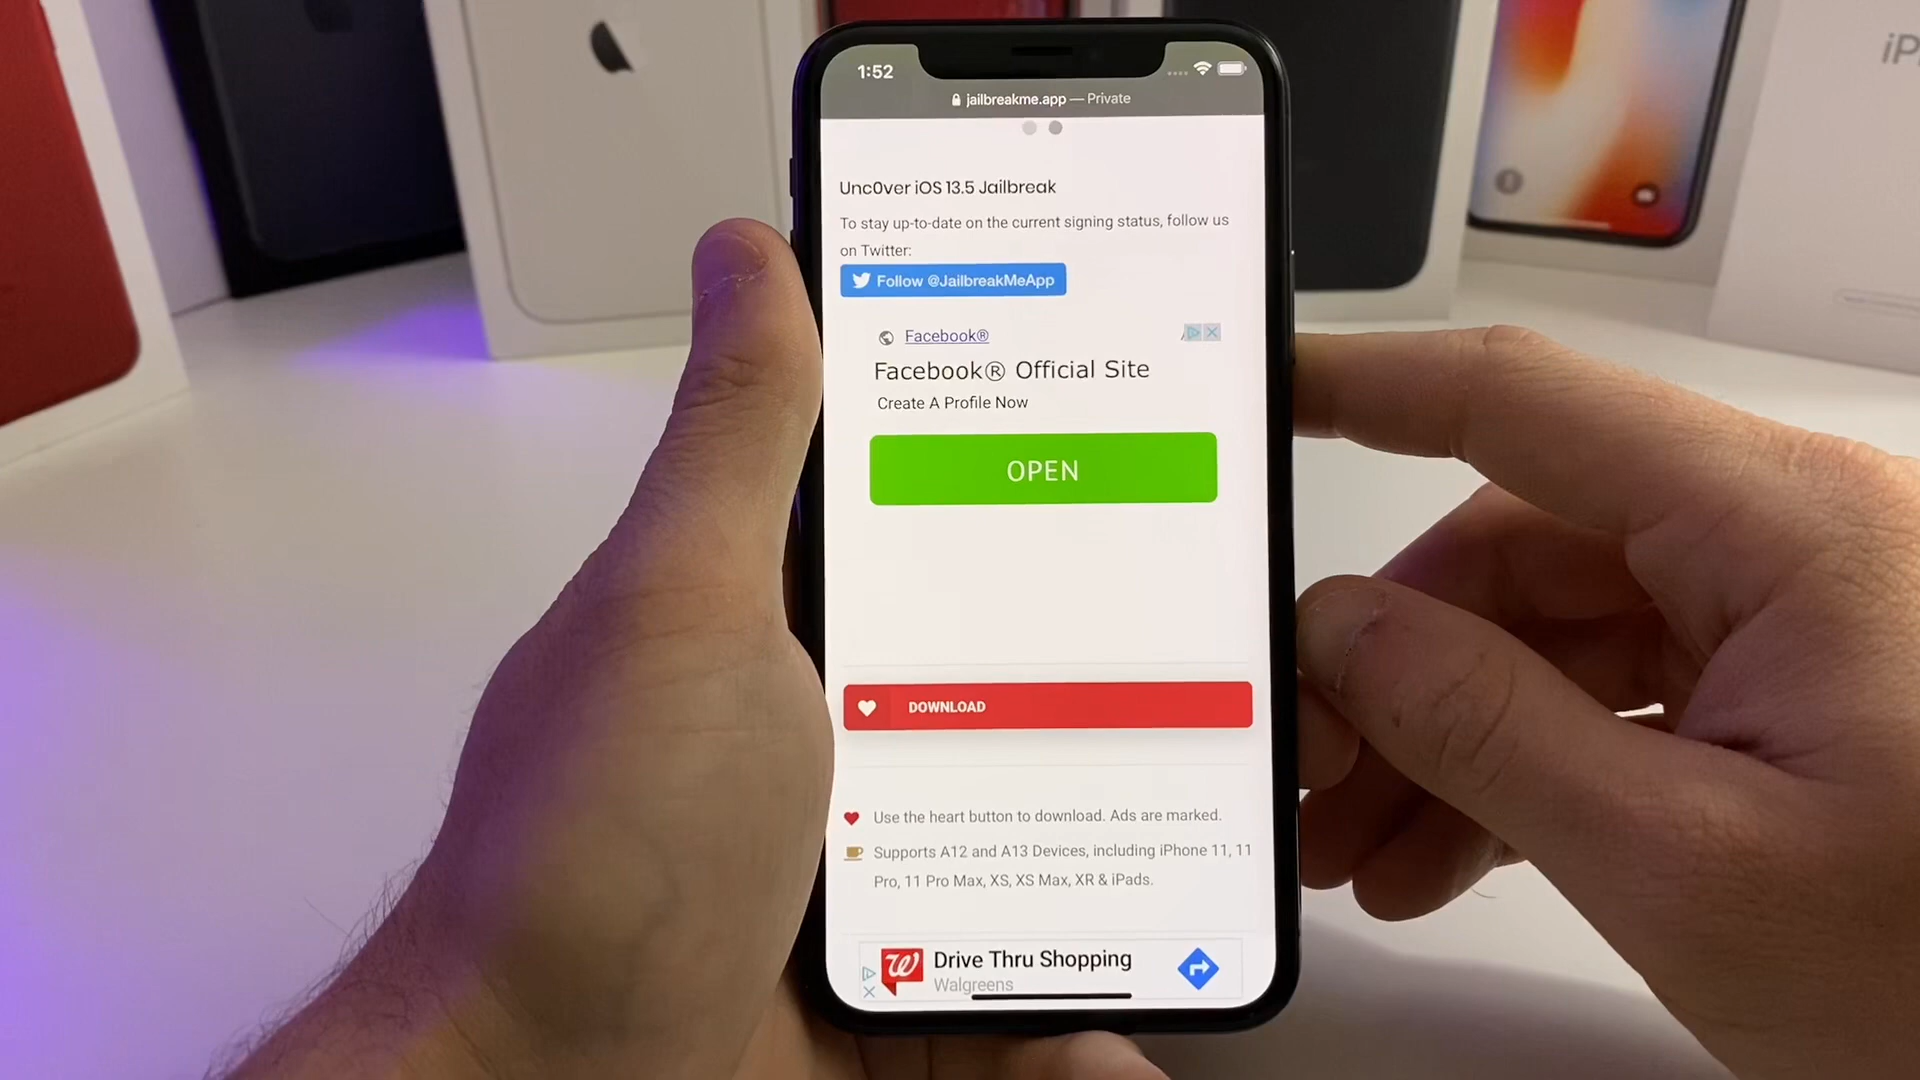 1:52
jailbreakme.app — Private
Unc0ver iOS 13.5 Jailbreak
To stay up-to-date on the current signing status, follow us
on Twitter:
Follow @JailbreakMeApp
Facebook®
Facebook® Official Site
Create A Profile Now
OPEN
DOWNLOAD
Use the heart button to download. Ads are marked.
Supports A12 and A13 Devices, including iPhone 11, 11
Pro, 11 Pro Max, XS, XS Max, XR & iPads.
Drive Thru Shopping
Walgreens